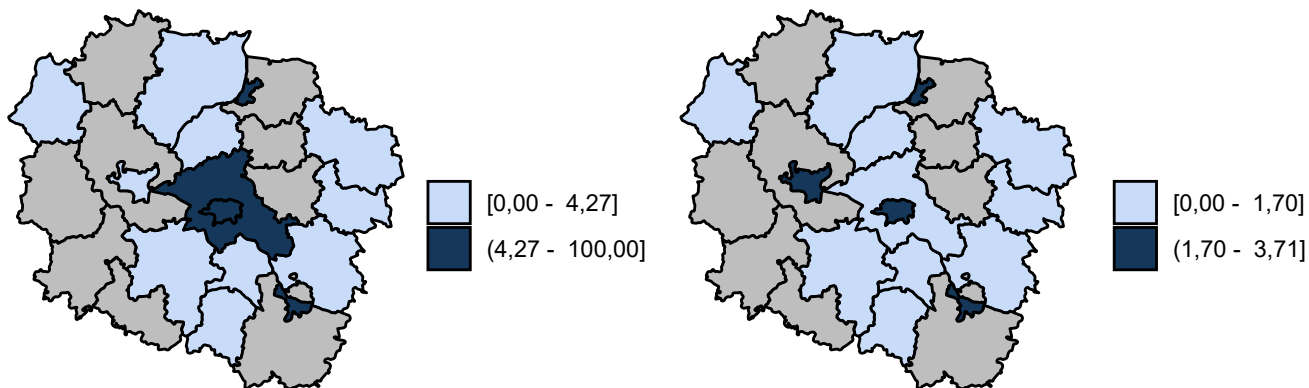 [0,00 - 4,27]
(4,27 - 100,00]
[0,00 - 1,70]
(1,70 - 3,71]